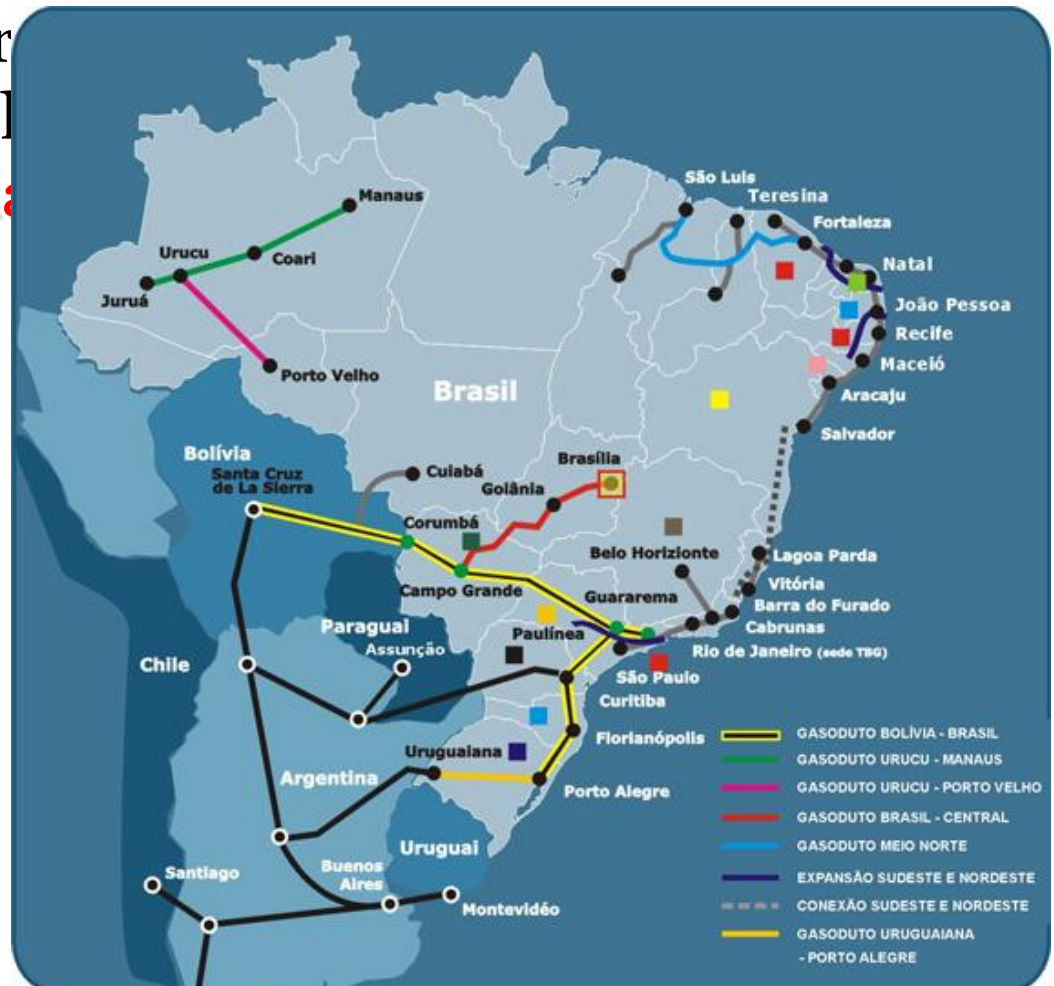 São Luis
Teresina
Fortaleza
Manaus
Urucu
Coari
Juruá
Natal
João Pessoa
Recife
Maceió
Porto Velho
Brasil
Aracaju
Salvador
Bolívia
Santa Cruz
de La Sierra
Cuiabá
Brasília
Goiânia
Corumbá
Belo Horizionte
Lagoa Parda
Campo Grande
Guararema
Vitória
Barra do Furado
Paraguai
Paulínea
Cabrunas
Assunção
Chile
Rio de Janeiro (sede TBG)
São Paulo
Curitiba
Florianópolis
Uruguaiana
Argentina
Porto Alegre
Uruguai
Santiago
Buenos
Aires
Montevidéo
GASODUTO BOLÍVIA - BRASIL
GASODUTO URUCU - MANAUS
GASODUTO URUCU - PORTO VELHO
GASODUTO BRASIL - CENTRAL
GASODUTO MEIO NORTE
EXPANSÃO SUDESTE E NORDESTE
CONEXÃO SUDESTE E NORDESTE
GASODUTO URUGUAIANA
- PORTO ALEGRE